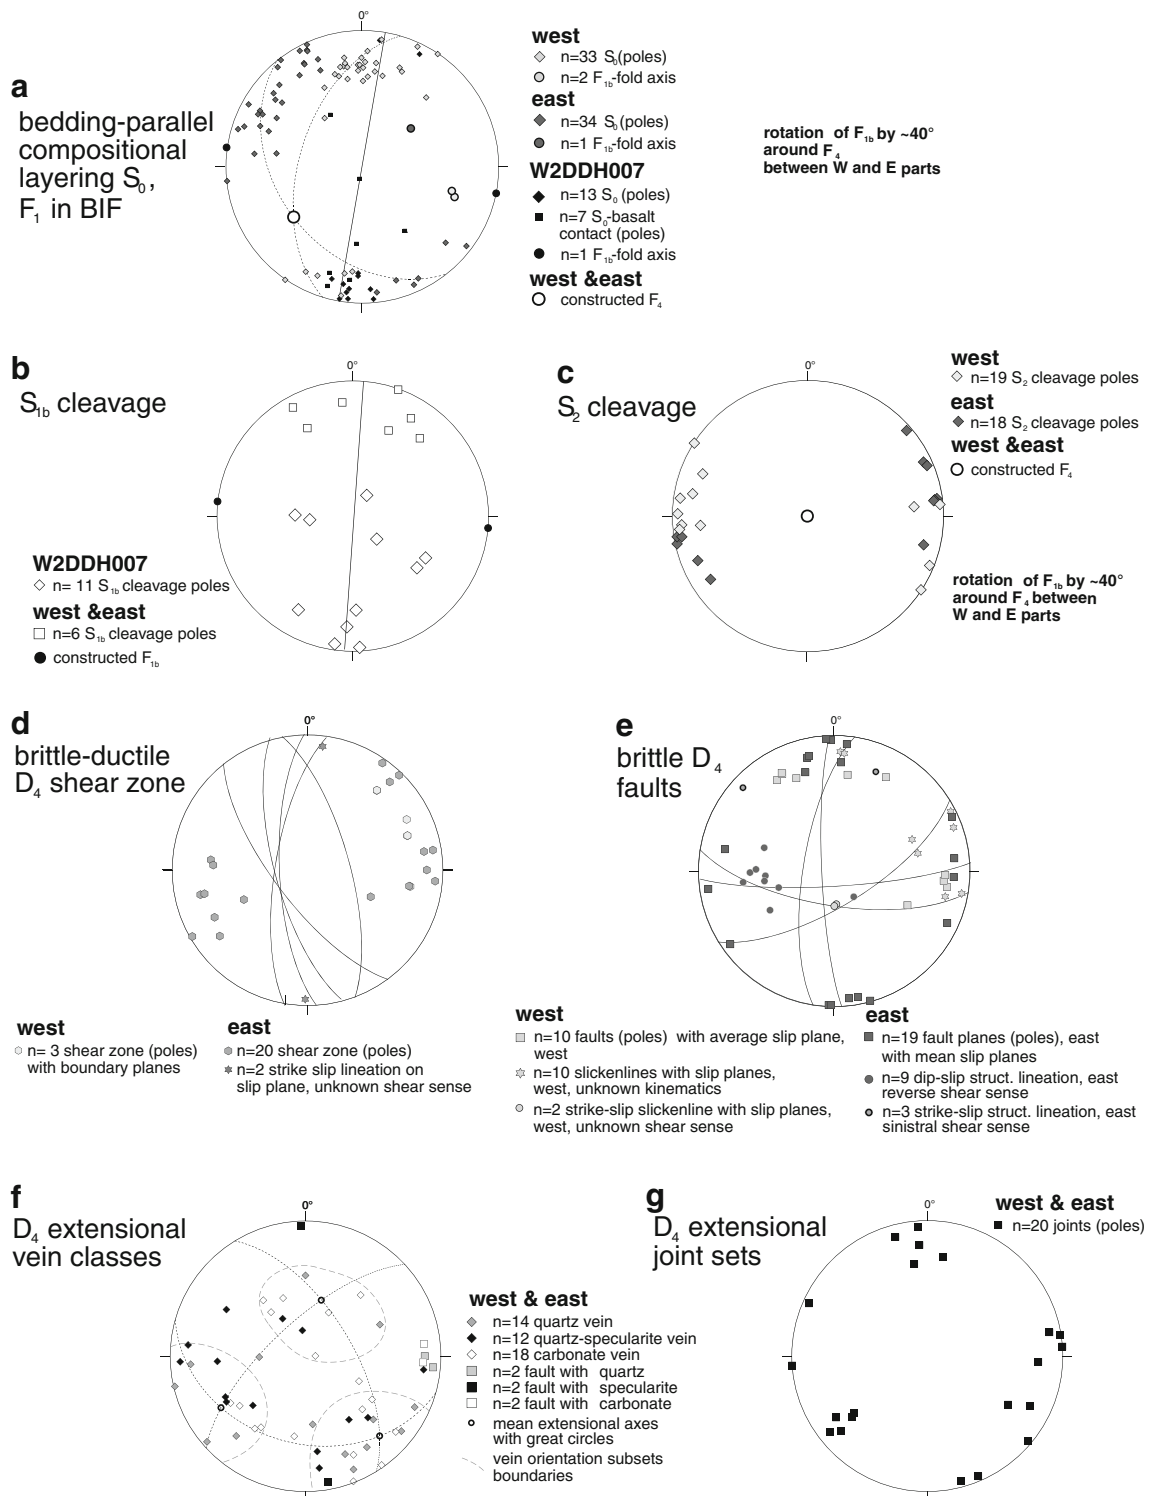 a
bedding-parallel
compositional
layering S0,
F1 in BIF
0°
west
n=33 S0(poles)
n=2 F1b-fold axis
east
n=34 S0(poles)
n=1 F1b-fold axis
W2DDH007
n=13 S0 (poles)
n=7 S0-basalt
contact (poles)
n=1 F1b-fold axis
west &east
constructed F4
rotation of F1b by ~40°
around F4
between W and E parts
b
S1b cleavage
0°
W2DDH007
n= 11 S1b cleavage poles
west &east
n=6 S1b cleavage poles
constructed F1b
c
S2 cleavage
0°
west
n=19 S2 cleavage poles
east
n=18 S2 cleavage poles
west &east
constructed F4
rotation of F1b by ~40°
around F4 between
W and E parts
d
brittle-ductile
D4 shear zone
0°
west
n= 3 shear zone (poles)
with boundary planes
east
n=20 shear zone (poles)
n=2 strike slip lineation on
slip plane, unknown shear sense
e
brittle D4
faults
0°
west
n=10 faults (poles) with average slip plane,
west
n=10 slickenlines with slip planes,
west, unknown kinematics
n=2 strike-slip slickenline with slip planes,
west, unknown shear sense
east
n=19 fault planes (poles), east
with mean slip planes
n=9 dip-slip struct. lineation, east
reverse shear sense
n=3 strike-slip struct. lineation, east
sinistral shear sense
f
D4 extensional
vein classes
0°
west & east
n=14 quartz vein
n=12 quartz-specularite vein
n=18 carbonate vein
n=2 fault with quartz
n=2 fault with specularite
n=2 fault with carbonate
mean extensional axes
with great circles
vein orientation subsets
boundaries
g
D4 extensional
joint sets
0°
west & east
n=20 joints (poles)